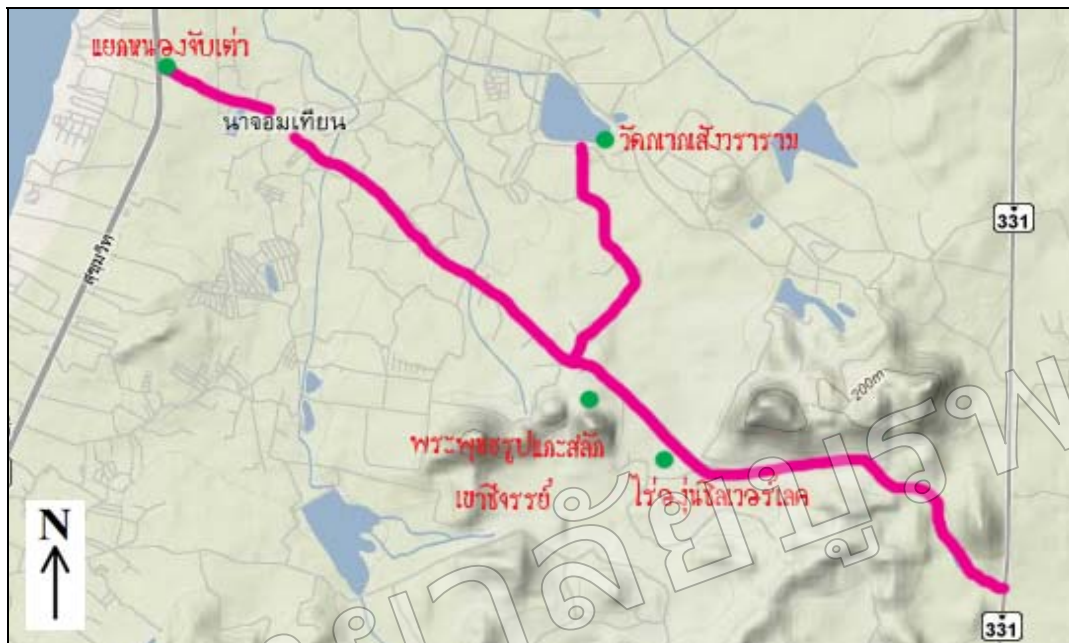 แยกหนองจับเต่า
นาจอมเทียน
วัดญาณสังวราราม
สุขุมวิท
331
200m
พระพุทธรูปแกะสลัก
เขาชีจรรย์
ไร่องุ่นซิลเวอร์เลค
N
331